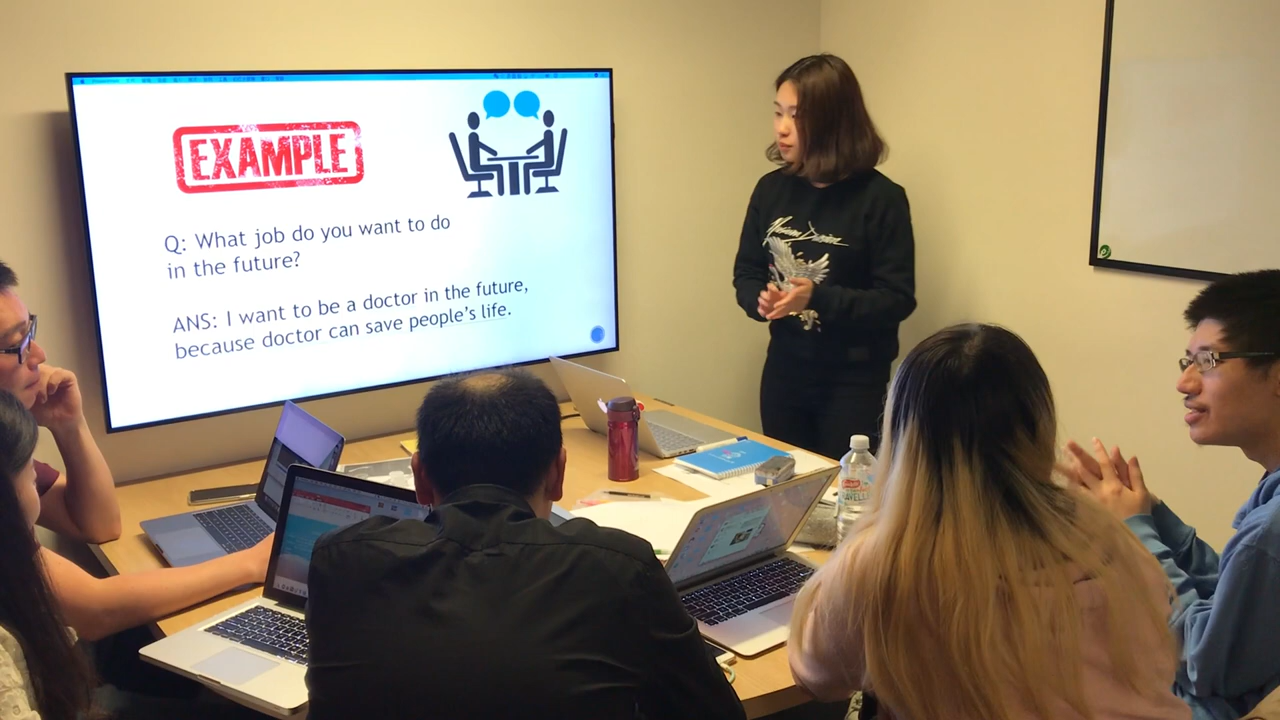 EXAMPLE
Q: What job do you want to do
in the future?
ANS: I want to be a doctor in the future,
because doctor can save people's life.